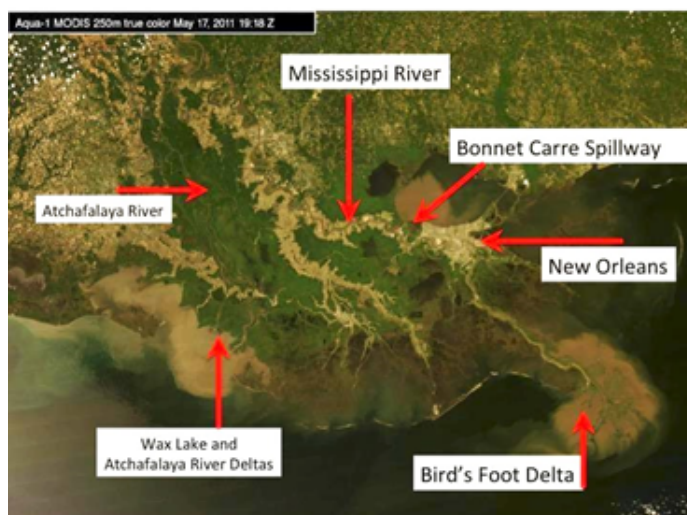 Aqua-1 MODIS 250m true color May 17, 2011 19:18 Z
Mississippi River
Bonnet Carre Spillway
Atchafalaya River
New Orleans
Wax Lake and
Atchafalaya River Deltas
Bird's Foot Delta